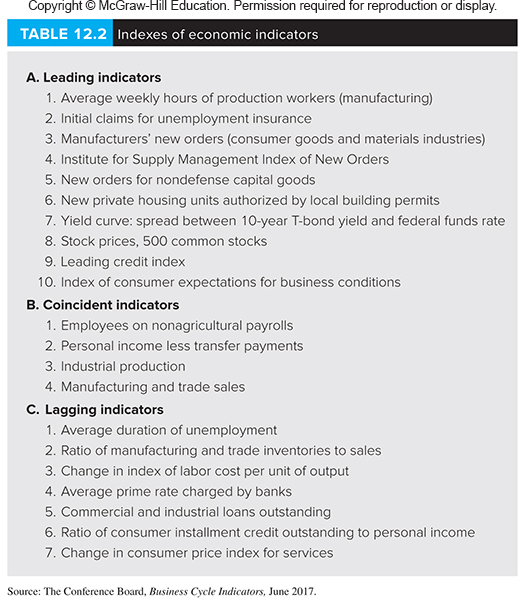 Copyright © McGraw-Hill Education. Permission required for reproduction or display.
TABLE 12.2 Indexes of economic indicators
A. Leading indicators
1. Average weekly hours of production workers (manufacturing)
2. Initial claims for unemployment insurance
3. Manufacturers’ new orders (consumer goods and materials industries)
4. Institute for Supply Management Index of New Orders
5. New orders for nondefense capital goods
6. New private housing units authorized by local building permits
7. Yield curve: spread between 10-year T-bond yield and federal funds rate
8. Stock prices, 500 common stocks
9. Leading credit index
10. Index of consumer expectations for business conditions
B. Coincident indicators
1. Employees on nonagricultural payrolls
2. Personal income less transfer payments
3. Industrial production
4. Manufacturing and trade sales
C. Lagging indicators
1. Average duration of unemployment
2. Ratio of manufacturing and trade inventories to sales
3. Change in index of labor cost per unit of output
4. Average prime rate charged by banks
5. Commercial and industrial loans outstanding
6. Ratio of consumer installment credit outstanding to personal income
7. Change in consumer price index for services
Source: The Conference Board, Business Cycle Indicators, June 2017.